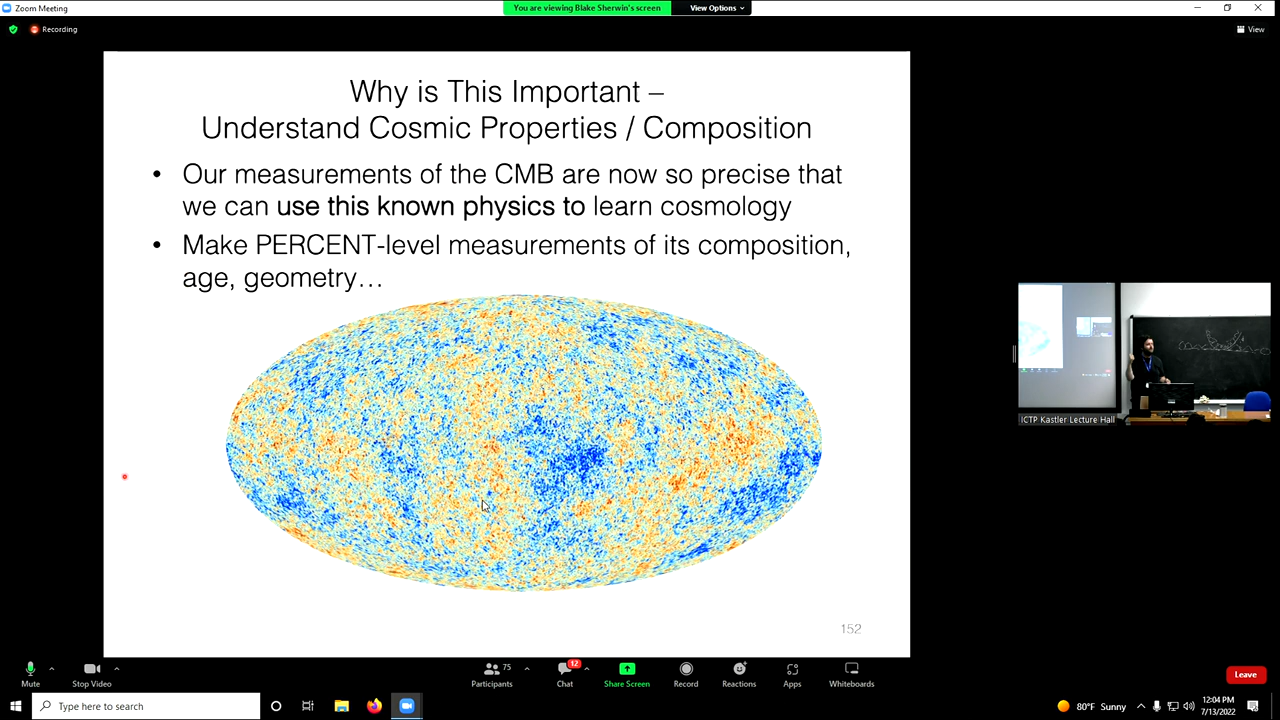 Zoom Meeting
You are viewing Blake Sherwin's screen
View Options
Recording
View
Why is This Important –
Understand Cosmic Properties / Composition
• Our measurements of the CMB are now so precise that
we can use this known physics to learn cosmology
• Make PERCENT-level measurements of its composition,
age, geometry…
152
ICTP Kastler Lecture Hall
Mute
Stop Video
75
Participants
12
Chat
Share Screen
Record
Reactions
Apps
Whiteboards
Leave
Type here to search
80°F Sunny
12:04 PM
7/13/2022